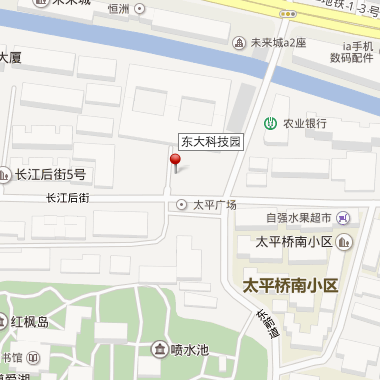 未来城
恒洲
地铁-1-3-号
未来城a2座
ia手机
数码配件
大厦
农业银行
东大科技园
长江后街5号
长江后街
太平广场
自强水果超市
太平桥南小区
太平桥南小区
东街道
红枫岛
喷水池
书馆
爱湖